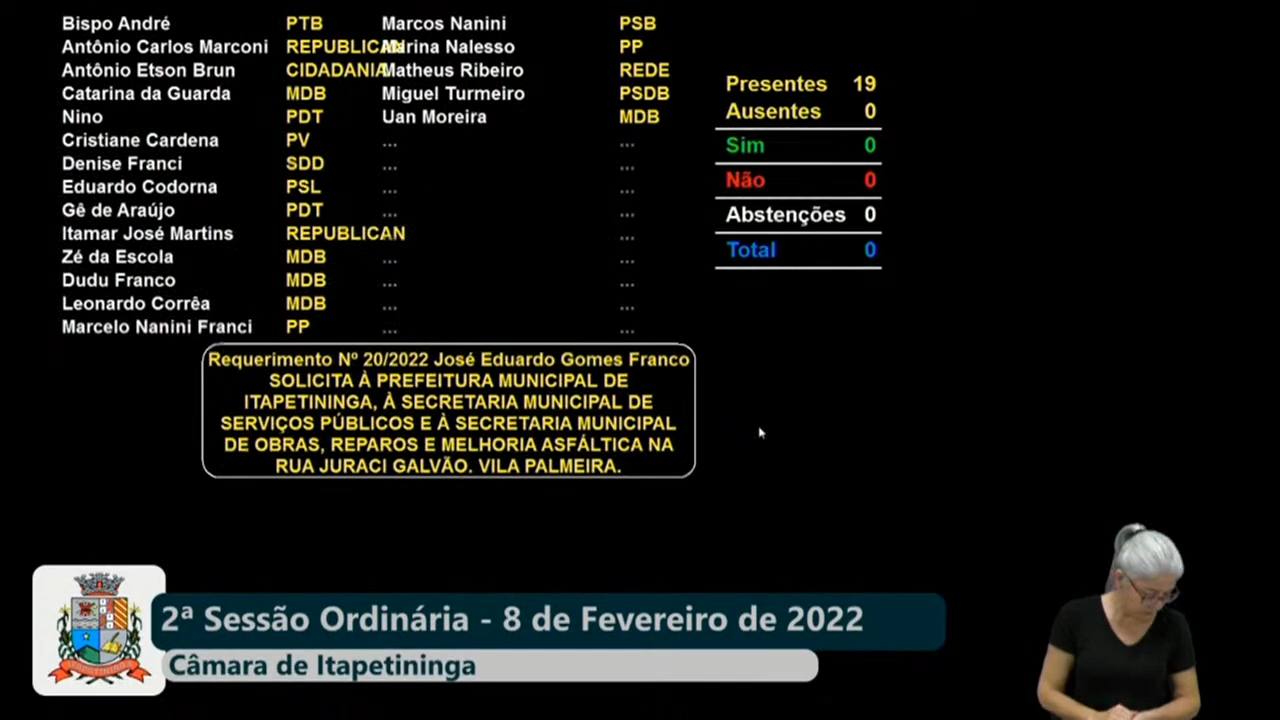 Bispo André PTB Marcos Nanini PSB
Antônio Carlos Marconi REPUBLICAN Marina Nalesso PP
Antônio Etson Brun CIDADANIA Matheus Ribeiro REDE
Catarina da Guarda MDB Miguel Turmeiro PSDB
Nino PDT Uan Moreira MDB
Cristiane Cardena PV ... ...
Denise Franci SDD ... ...
Eduardo Codorna PSL ... ...
Gê de Araújo PDT ... ...
Itamar José Martins REPUBLICAN ...
Zé da Escola MDB ... ...
Dudu Franco MDB ... ...
Leonardo Corrêa MDB ... ...
Marcelo Nanini Franci PP ... ...
Presentes 19
Ausentes 0
Sim 0
Não 0
Abstenções 0
Total 0
Requerimento Nº 20/2022 José Eduardo Gomes Franco
SOLICITA À PREFEITURA MUNICIPAL DE
ITAPETININGA, À SECRETARIA MUNICIPAL DE
SERVIÇOS PÚBLICOS E À SECRETARIA MUNICIPAL
DE OBRAS, REPAROS E MELHORIA ASFÁLTICA NA
RUA JURACI GALVÃO. VILA PALMEIRA.
2ª Sessão Ordinária - 8 de Fevereiro de 2022
Câmara de Itapetininga